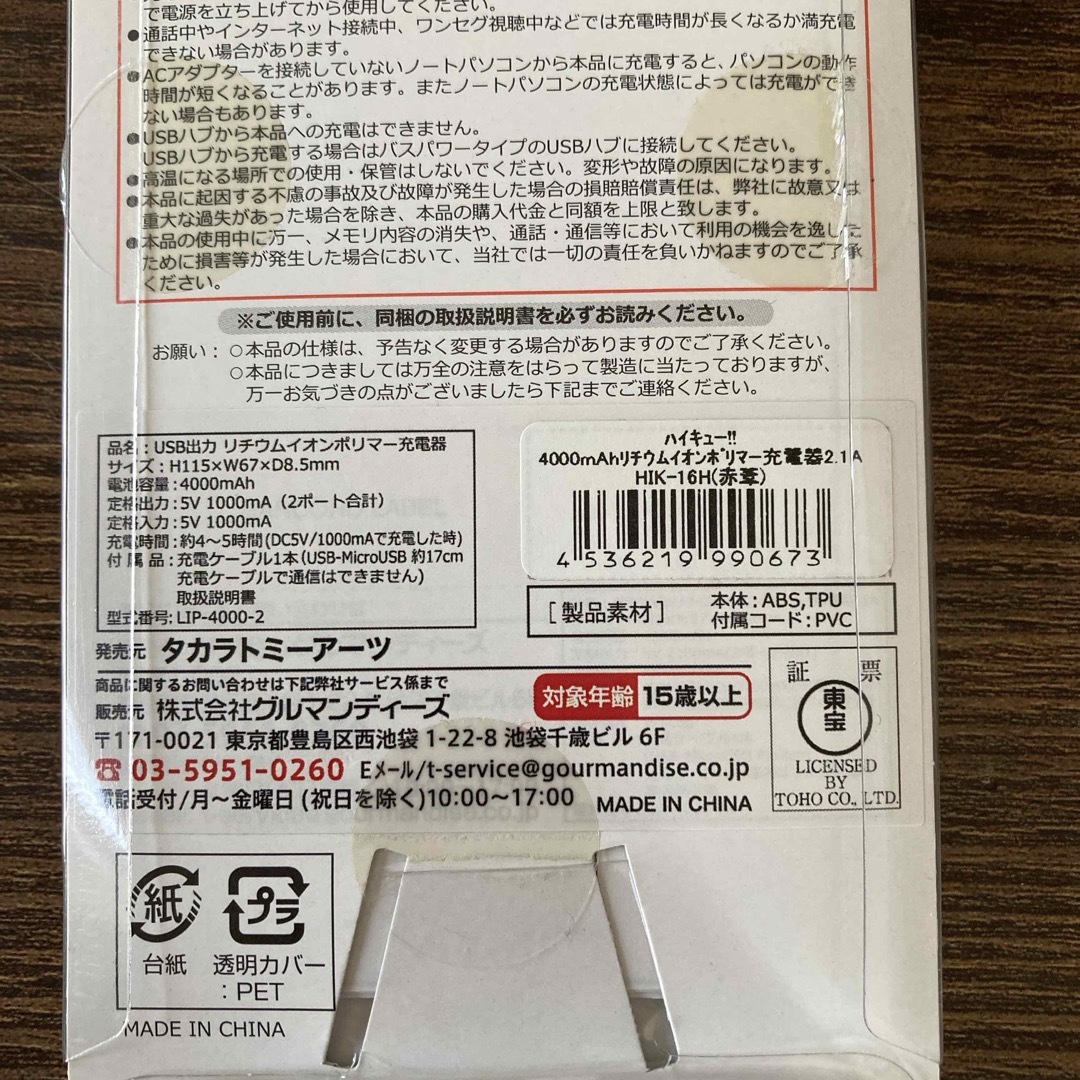 で電源を立ち上げてから使用してください。
●通話中やインターネット接続中、ワンセグ視聴中などでは充電時間が長くなるか満充電
できない場合があります。
●ACアダプターを接続していないノートパソコンから本品に充電すると、パソコンの動作
時間が短くなることがあります。またノートパソコンの充電状態によっては充電ができ
ない場合もあります。
●USBハブから本品への充電はできません。
USBハブから充電する場合はバスパワータイプのUSBハブに接続してください。
●高温になる場所での使用・保管はしないでください。変形や故障の原因になります。
●本品に起因する不慮の事故及び故障が発生した場合の損賠賠償責任は、弊社に故意又は
重大な過失があった場合を除き、本品の購入代金と同額を上限と致します。
●本品の使用中に万一、メモリ内容の消失や、通話・通信等において利用の機会を逸した
ために損害等が発生した場合において、当社では一切の責任を負いかねますのでご了承
ください。
※ご使用前に、同梱の取扱説明書を必ずお読みください。
お願い：○本品の仕様は、予告なく変更する場合がありますのでご了承ください。
○本品につきましては万全の注意をはらって製造に当たっておりますが、
万一お気づきの点がございましたら下記までご連絡ください。
品名：USB出力 リチウムイオンポリマー充電器
サイズ：H115×W67×D8.5mm
電池容量：4000mAh
定格出力：5V 1000mA（2ポート合計）
定格入力：5V 1000mA
充電時間：約4〜5時間(DC5V/1000mAで充電した時)
付属品：充電ケーブル1本（USB-MicroUSB 約17cm
充電ケーブルで通信はできません)
取扱説明書
型式番号：LIP-4000-2
ハイキュー!!
4000mAhリチウムイオンポリマー充電器2.1A
HIK-16H(赤葦)
4 536219 990673
[製品素材] 本体：ABS,TPU
付属コード：PVC
発売元 タカラトミーアーツ
商品に関するお問い合わせは下記弊社サービス係まで
販売元 株式会社グルマンディーズ
対象年齢 15歳以上
〒171-0021 東京都豊島区西池袋 1-22-8 池袋千歳ビル 6F
☎03-5951-0260 Eメール/t-service@gourmandise.co.jp
電話受付/月〜金曜日 (祝日を除く)10:00〜17:00
MADE IN CHINA
証 票
東宝
LICENSED
BY
TOHO CO., LTD.
紙 プラ
台紙 透明カバー
：PET
MADE IN CHINA